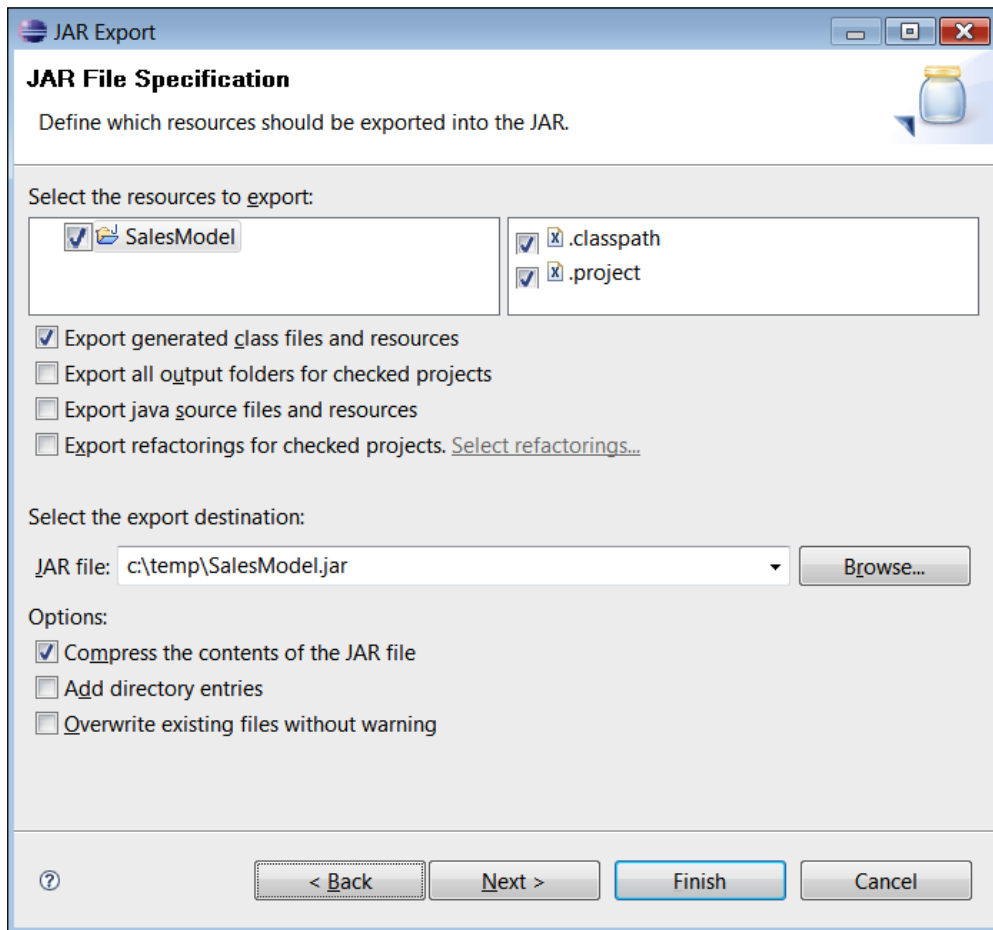 JAR Export
JAR File Specification
Define which resources should be exported into the JAR.
Select the resources to export:
SalesModel
.classpath
.project
Export generated class files and resources
Export all output folders for checked projects
Export java source files and resources
Export refactorings for checked projects. Select refactorings...
Select the export destination:
JAR file: c:\temp\SalesModel.jar Browse...
Options:
Compress the contents of the JAR file
Add directory entries
Overwrite existing files without warning
? < Back Next > Finish Cancel